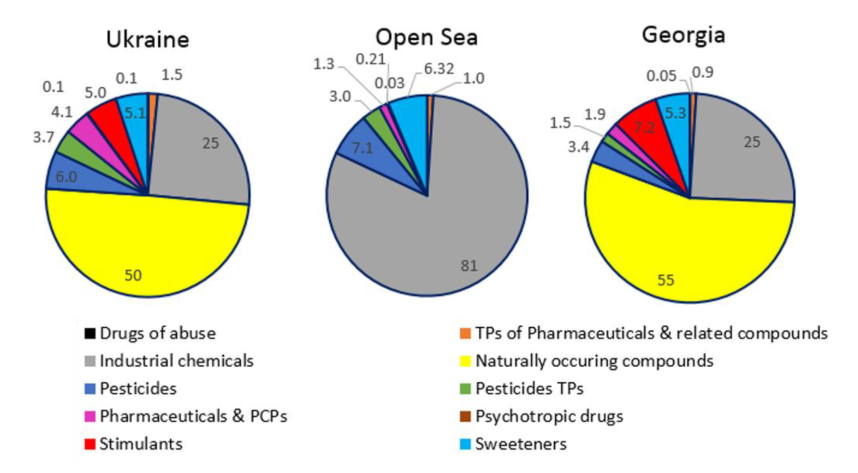 Ukraine
0.1
4.1
3.7
5.0
0.1
1.5
5.1
25
6.0
50
Open Sea
1.3
0.21
0.03
6.32
1.0
3.0
7.1
81
Georgia
0.05
0.9
1.9
1.5
3.4
7.2
5.3
25
55
Drugs of abuse
Industrial chemicals
Pesticides
Pharmaceuticals & PCPs
Stimulants
TPs of Pharmaceuticals & related compounds
Naturally occuring compounds
Pesticides TPs
Psychotropic drugs
Sweeteners